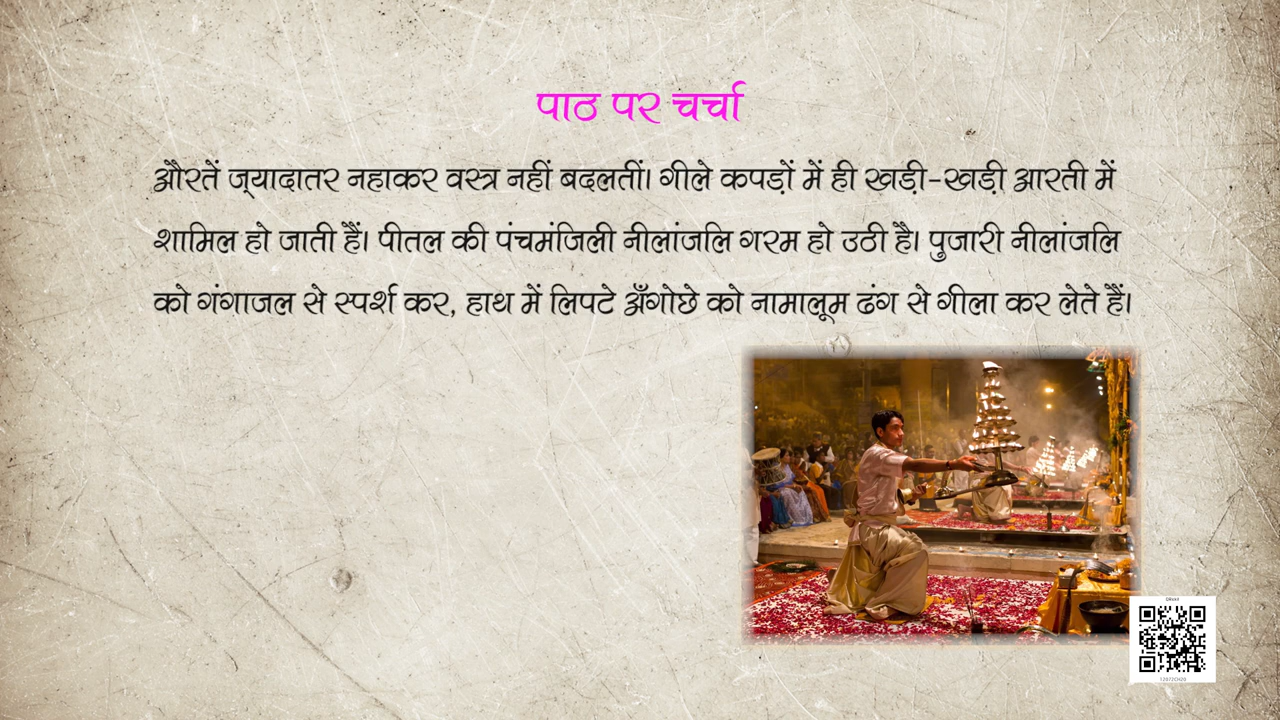 पाठ पर चर्चा
औरतें ज़्यादातर नहाकर वस्त्र नहीं बदलतीं। गीले कपड़ों में ही खड़ी-खड़ी आरती में
शामिल हो जाती हैं। पीतल की पंचमंजिली नीलांजलि गरम हो उठी है। पुजारी नीलांजलि
को गंगाजल से स्पर्श कर, हाथ में लिपटे अँगोछे को नामालूम ढंग से गीला कर लेते हैं।
12072CH20